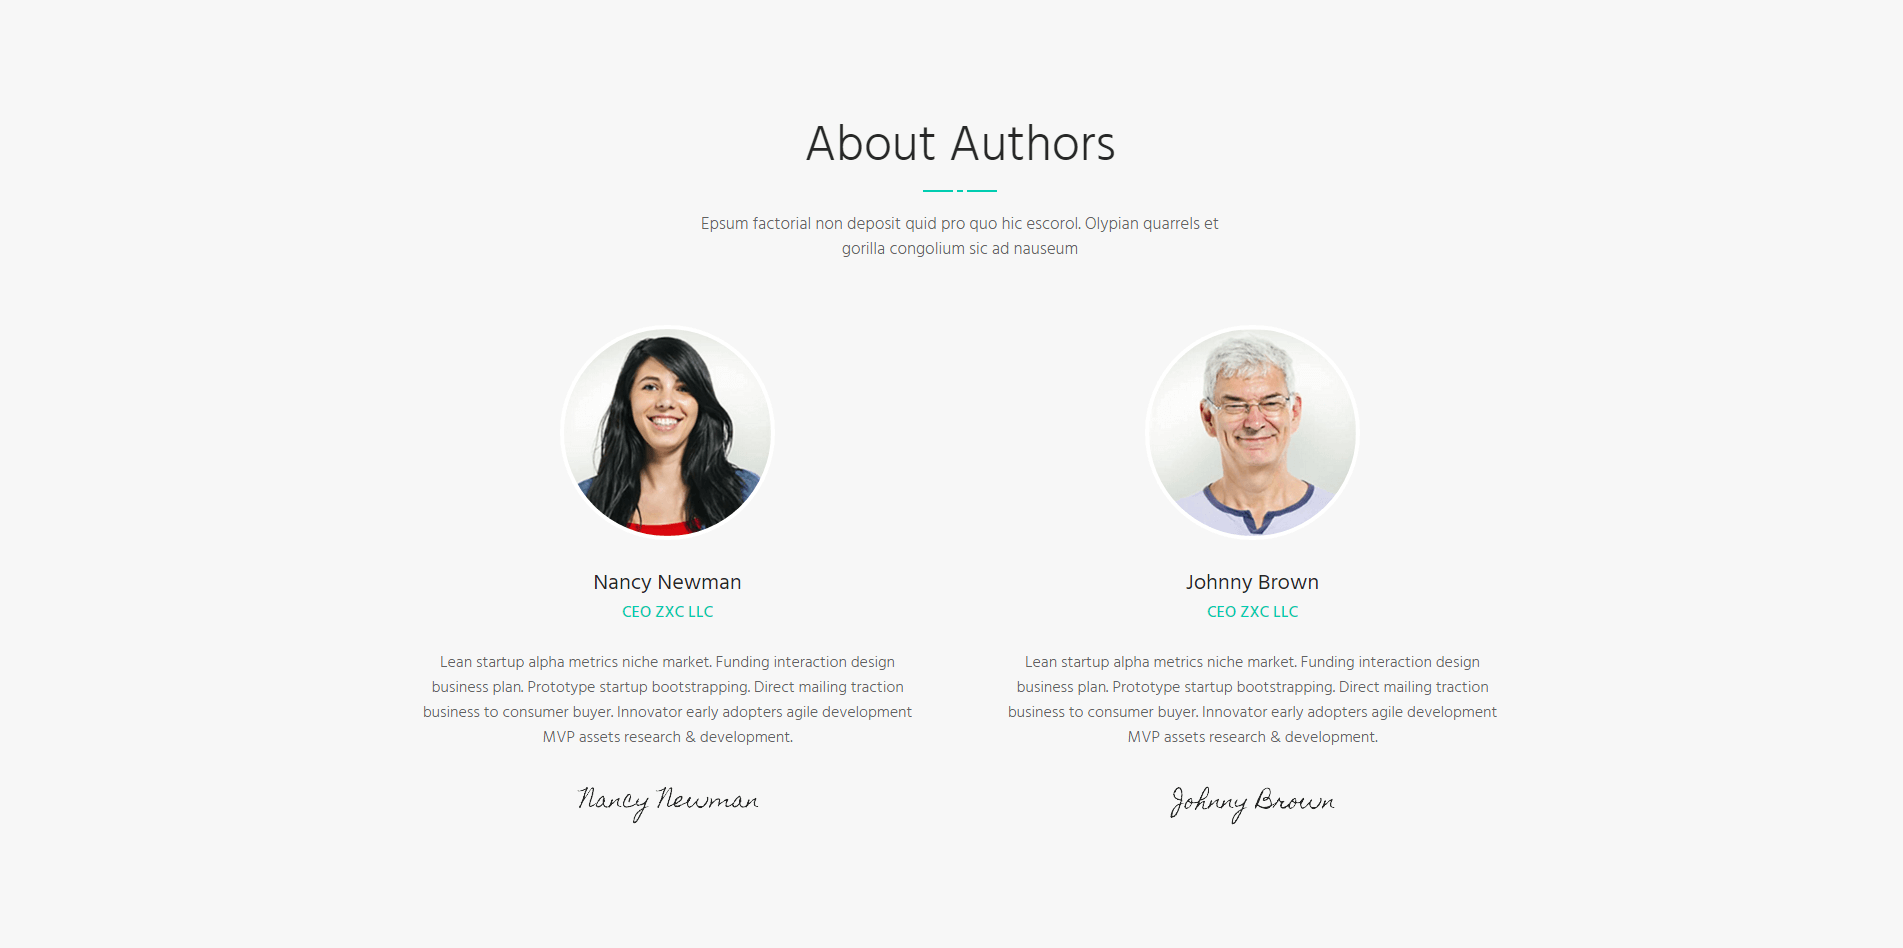 About Authors
Epsum factorial non deposit quid pro quo hic escorol. Olypian quarrels et
gorilla congolium sic ad nauseum
Nancy Newman
CEO ZXC LLC
Lean startup alpha metrics niche market. Funding interaction design
business plan. Prototype startup bootstrapping. Direct mailing traction
business to consumer buyer. Innovator early adopters agile development
MVP assets research & development.
Nancy Newman
Johnny Brown
CEO ZXC LLC
Lean startup alpha metrics niche market. Funding interaction design
business plan. Prototype startup bootstrapping. Direct mailing traction
business to consumer buyer. Innovator early adopters agile development
MVP assets research & development.
Johnny Brown